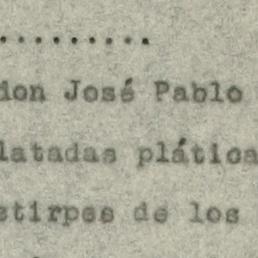 ..........
don José Pablo
latadas plática
stirpes de los